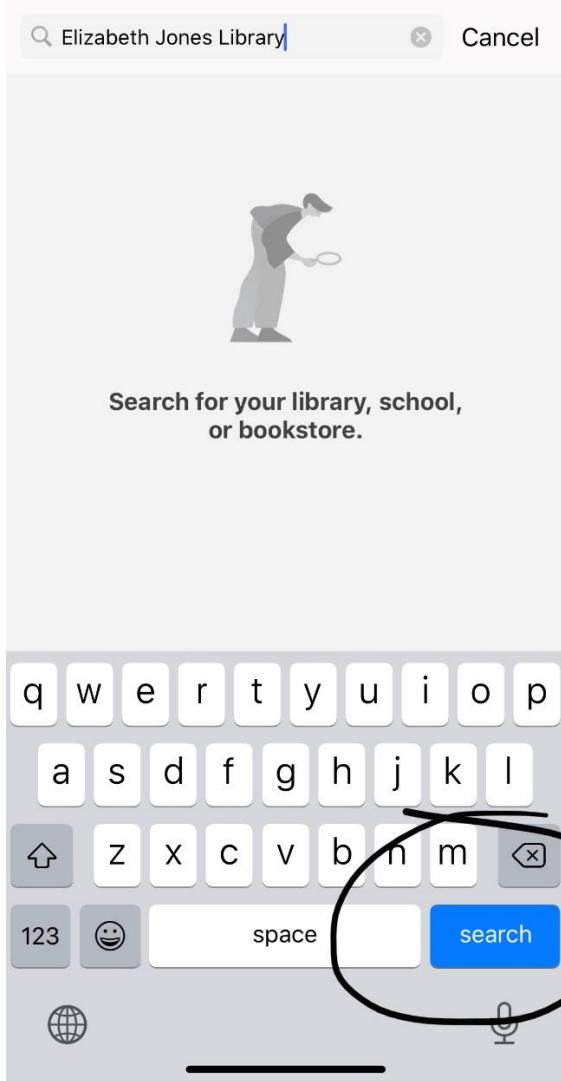 Elizabeth Jones Library Cancel
Search for your library, school,
or bookstore.
q w e r t y u i o p
a s d f g h j k l
z x c v b n m
123 space search